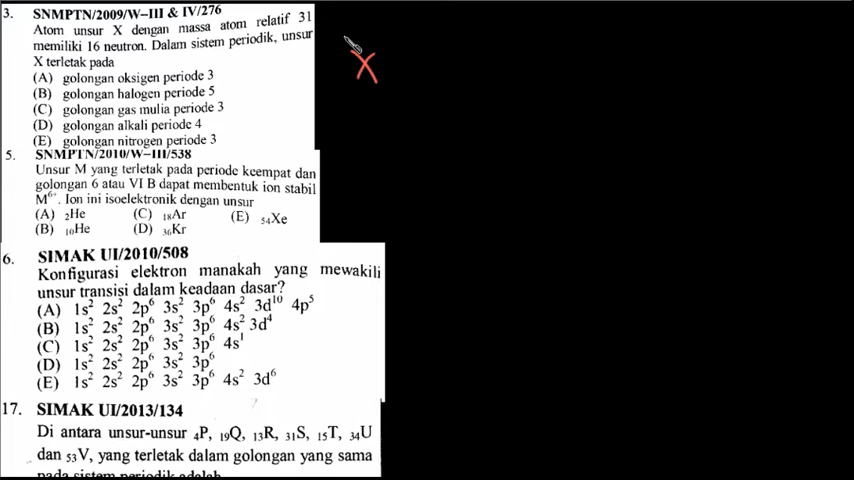 3. SNMPTN/2009/W–III & IV/276
Atom unsur X dengan massa atom relatif 31
memiliki 16 neutron. Dalam sistem periodik, unsur
X terletak pada
(A) golongan oksigen periode 3
(B) golongan halogen periode 5
(C) golongan gas mulia periode 3
(D) golongan alkali periode 4
(E) golongan nitrogen periode 3
5. SNMPTN/2010/W–III/538
Unsur M yang terletak pada periode keempat dan
golongan 6 atau VI B dapat membentuk ion stabil
M⁶⁺. Ion ini isoelektronik dengan unsur
(A) ₂He (C) ₁₈Ar (E) ₅₄Xe
(B) ₁₀He (D) ₃₆Kr
6. SIMAK UI/2010/508
Konfigurasi elektron manakah yang mewakili
unsur transisi dalam keadaan dasar?
(A) 1s² 2s² 2p⁶ 3s² 3p⁶ 4s² 3d¹⁰ 4p⁵
(B) 1s² 2s² 2p⁶ 3s² 3p⁶ 4s² 3d⁴
(C) 1s² 2s² 2p⁶ 3s² 3p⁶ 4s¹
(D) 1s² 2s² 2p⁶ 3s² 3p⁶
(E) 1s² 2s² 2p⁶ 3s² 3p⁶ 4s² 3d⁶
17. SIMAK UI/2013/134
Di antara unsur-unsur ₄P, ₁₉Q, ₁₃R, ₃₁S, ₁₅T, ₃₄U
dan ₅₃V, yang terletak dalam golongan yang sama
pada sistem periodik adalah
X